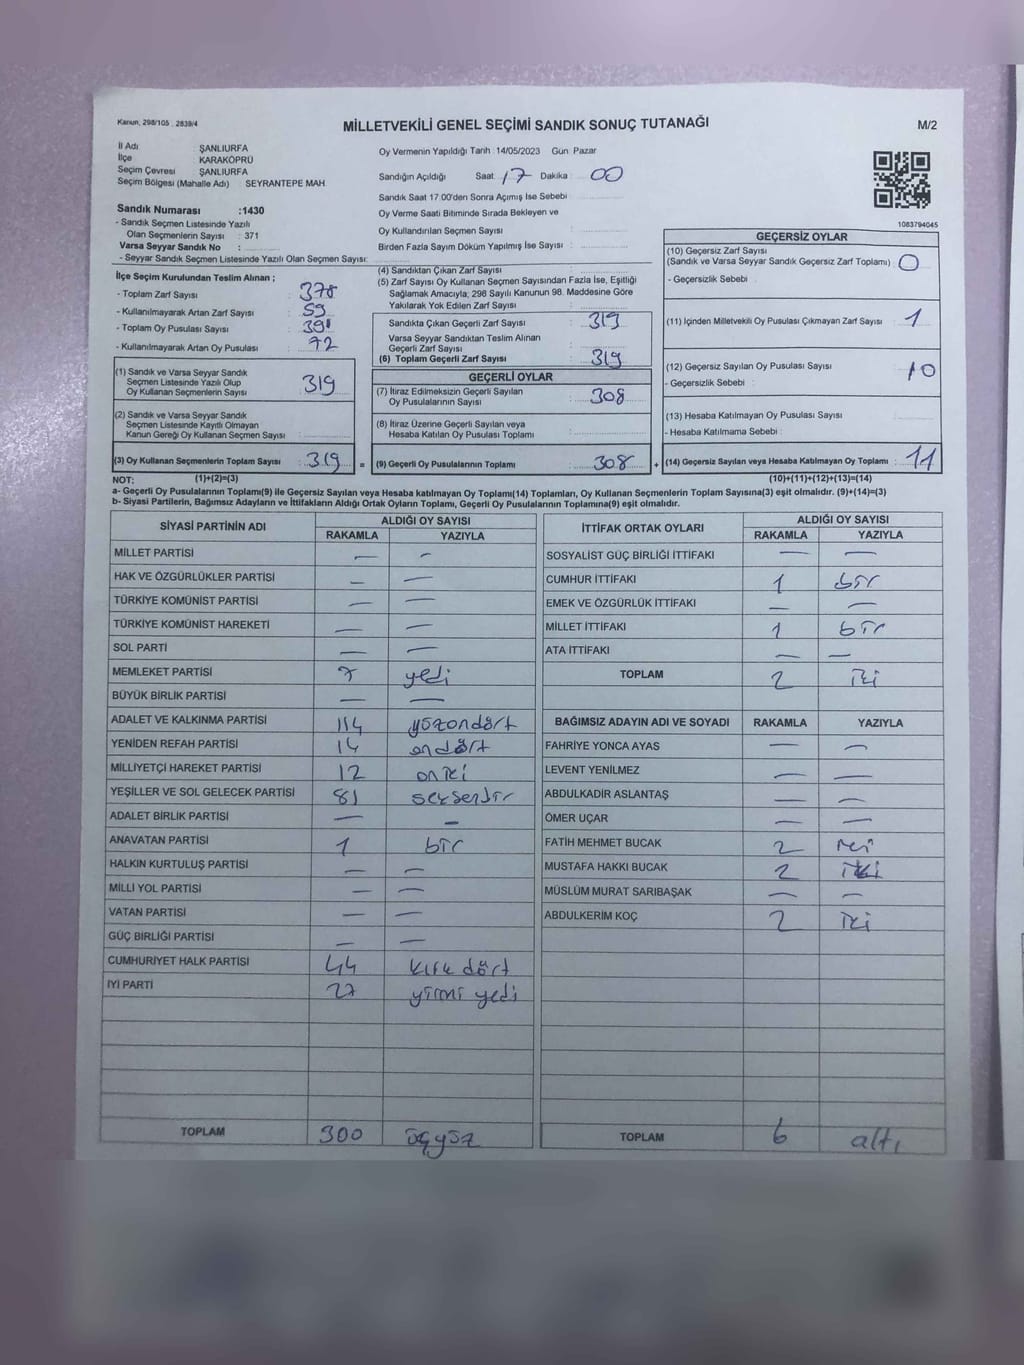 Kanun, 298/105 , 2839/4
MİLLETVEKİLİ GENEL SEÇİMİ SANDIK SONUÇ TUTANAĞI
M/2
İl Adı ŞANLIURFA
İlçe KARAKÖPRÜ
Seçim Çevresi ŞANLIURFA
Seçim Bölgesi (Mahalle Adı) SEYRANTEPE MAH
Oy Vermenin Yapıldığı Tarih : 14/05/2023 Gün: Pazar
Sandığın Açıldığı Saat : 17 Dakika : 00
Sandık Saat 17.00'den Sonra Açımış İse Sebebi :
Oy Verme Saati Bitiminde Sırada Bekleyen ve
Oy Kullandırılan Seçmen Sayısı :
Birden Fazla Sayım Döküm Yapılmış İse Sayısı :
1083794045
Sandık Numarası :1430
- Sandık Seçmen Listesinde Yazılı
Olan Seçmenlerin Sayısı : 371
Varsa Seyyar Sandık No :
- Seyyar Sandık Seçmen Listesinde Yazılı Olan Seçmen Sayısı:
İlçe Seçim Kurulundan Teslim Alınan ;
- Toplam Zarf Sayısı : 378
- Kullanılmayarak Artan Zarf Sayısı : 59
- Toplam Oy Pusulası Sayısı : 391
- Kullanılmayarak Artan Oy Pusulası : 72
(1) Sandık ve Varsa Seyyar Sandık
Seçmen Listesinde Yazılı Olup
Oy Kullanan Seçmenlerin Sayısı : 319
(2) Sandık ve Varsa Seyyar Sandık
Seçmen Listesinde Kayıtlı Olmayan
Kanun Gereği Oy Kullanan Seçmen Sayısı :
(3) Oy Kullanan Seçmenlerin Toplam Sayısı : 319 =
(4) Sandıktan Çıkan Zarf Sayısı :
(5) Zarf Sayısı Oy Kullanan Seçmen Sayısından Fazla İse, Eşitliği
Sağlamak Amacıyla, 298 Sayılı Kanunun 98. Maddesine Göre
Yakılarak Yok Edilen Zarf Sayısı :
Sandıkta Çıkan Geçerli Zarf Sayısı : 319
Varsa Seyyar Sandıktan Teslim Alınan
Geçerli Zarf Sayısı :
(6) Toplam Geçerli Zarf Sayısı : 319
GEÇERLİ OYLAR
(7) İtiraz Edilmeksizin Geçerli Sayılan
Oy Pusulalarının Sayısı : 308
(8) İtiraz Üzerine Geçerli Sayılan veya
Hesaba Katılan Oy Pusulası Toplamı :
(9) Geçerli Oy Pusulalarının Toplamı : 308 +
GEÇERSİZ OYLAR
(10) Geçersiz Zarf Sayısı
(Sandık ve Varsa Seyyar Sandık Geçersiz Zarf Toplamı) : 0
- Geçersizlik Sebebi :
(11) İçinden Milletvekili Oy Pusulası Çıkmayan Zarf Sayısı : 1
(12) Geçersiz Sayılan Oy Pusulası Sayısı : 10
- Geçersizlik Sebebi :
(13) Hesaba Katılmayan Oy Pusulası Sayısı :
- Hesaba Katılmama Sebebi :
(14) Geçersiz Sayılan veya Hesaba Katılmayan Oy Toplamı : 11
NOT: (1)+(2)=(3) (10)+(11)+(12)+(13)=(14)
a- Geçerli Oy Pusulalarının Toplamı(9) ile Geçersiz Sayılan veya Hesaba katılmayan Oy Toplamı(14) Toplamları, Oy Kullanan Seçmenlerin Toplam Sayısına(3) eşit olmalıdır. (9)+(14)=(3)
b- Siyasi Partilerin, Bağımsız Adayların ve İttifakların Aldığı Ortak Oyların Toplamı, Geçerli Oy Pusulalarının Toplamına(9) eşit olmalıdır.
SİYASİ PARTİNİN ADI ALDIĞI OY SAYISI
RAKAMLA YAZIYLA
MİLLET PARTİSİ — —
HAK VE ÖZGÜRLÜKLER PARTİSİ — —
TÜRKİYE KOMÜNİST PARTİSİ — —
TÜRKİYE KOMÜNİST HAREKETİ — —
SOL PARTİ — —
MEMLEKET PARTİSİ 7 yedi
BÜYÜK BİRLİK PARTİSİ — —
ADALET VE KALKINMA PARTİSİ 114 yüzondört
YENİDEN REFAH PARTİSİ 14 ondört
MİLLİYETÇİ HAREKET PARTİSİ 12 oniki
YEŞİLLER VE SOL GELECEK PARTİSİ 81 seksenbir
ADALET BİRLİK PARTİSİ — —
ANAVATAN PARTİSİ 1 bir
HALKIN KURTULUŞ PARTİSİ — —
MİLLİ YOL PARTİSİ — —
VATAN PARTİSİ — —
GÜÇ BİRLİĞİ PARTİSİ — —
CUMHURİYET HALK PARTİSİ 44 kırk dört
İYİ PARTİ 27 yirmi yedi
TOPLAM 300 üçyüz
İTTİFAK ORTAK OYLARI ALDIĞI OY SAYISI
RAKAMLA YAZIYLA
SOSYALİST GÜÇ BİRLİĞİ İTTİFAKI — —
CUMHUR İTTİFAKI 1 bir
EMEK VE ÖZGÜRLÜK İTTİFAKI — —
MİLLET İTTİFAKI 1 bir
ATA İTTİFAKI — —
TOPLAM 2 iki
BAĞIMSIZ ADAYIN ADI VE SOYADI RAKAMLA YAZIYLA
FAHRİYE YONCA AYAS — —
LEVENT YENİLMEZ — —
ABDULKADİR ASLANTAŞ — —
ÖMER UÇAR — —
FATİH MEHMET BUCAK 2 iki
MUSTAFA HAKKI BUCAK 2 iki
MÜSLÜM MURAT SARIBAŞAK — —
ABDULKERİM KOÇ 2 iki
TOPLAM 6 altı